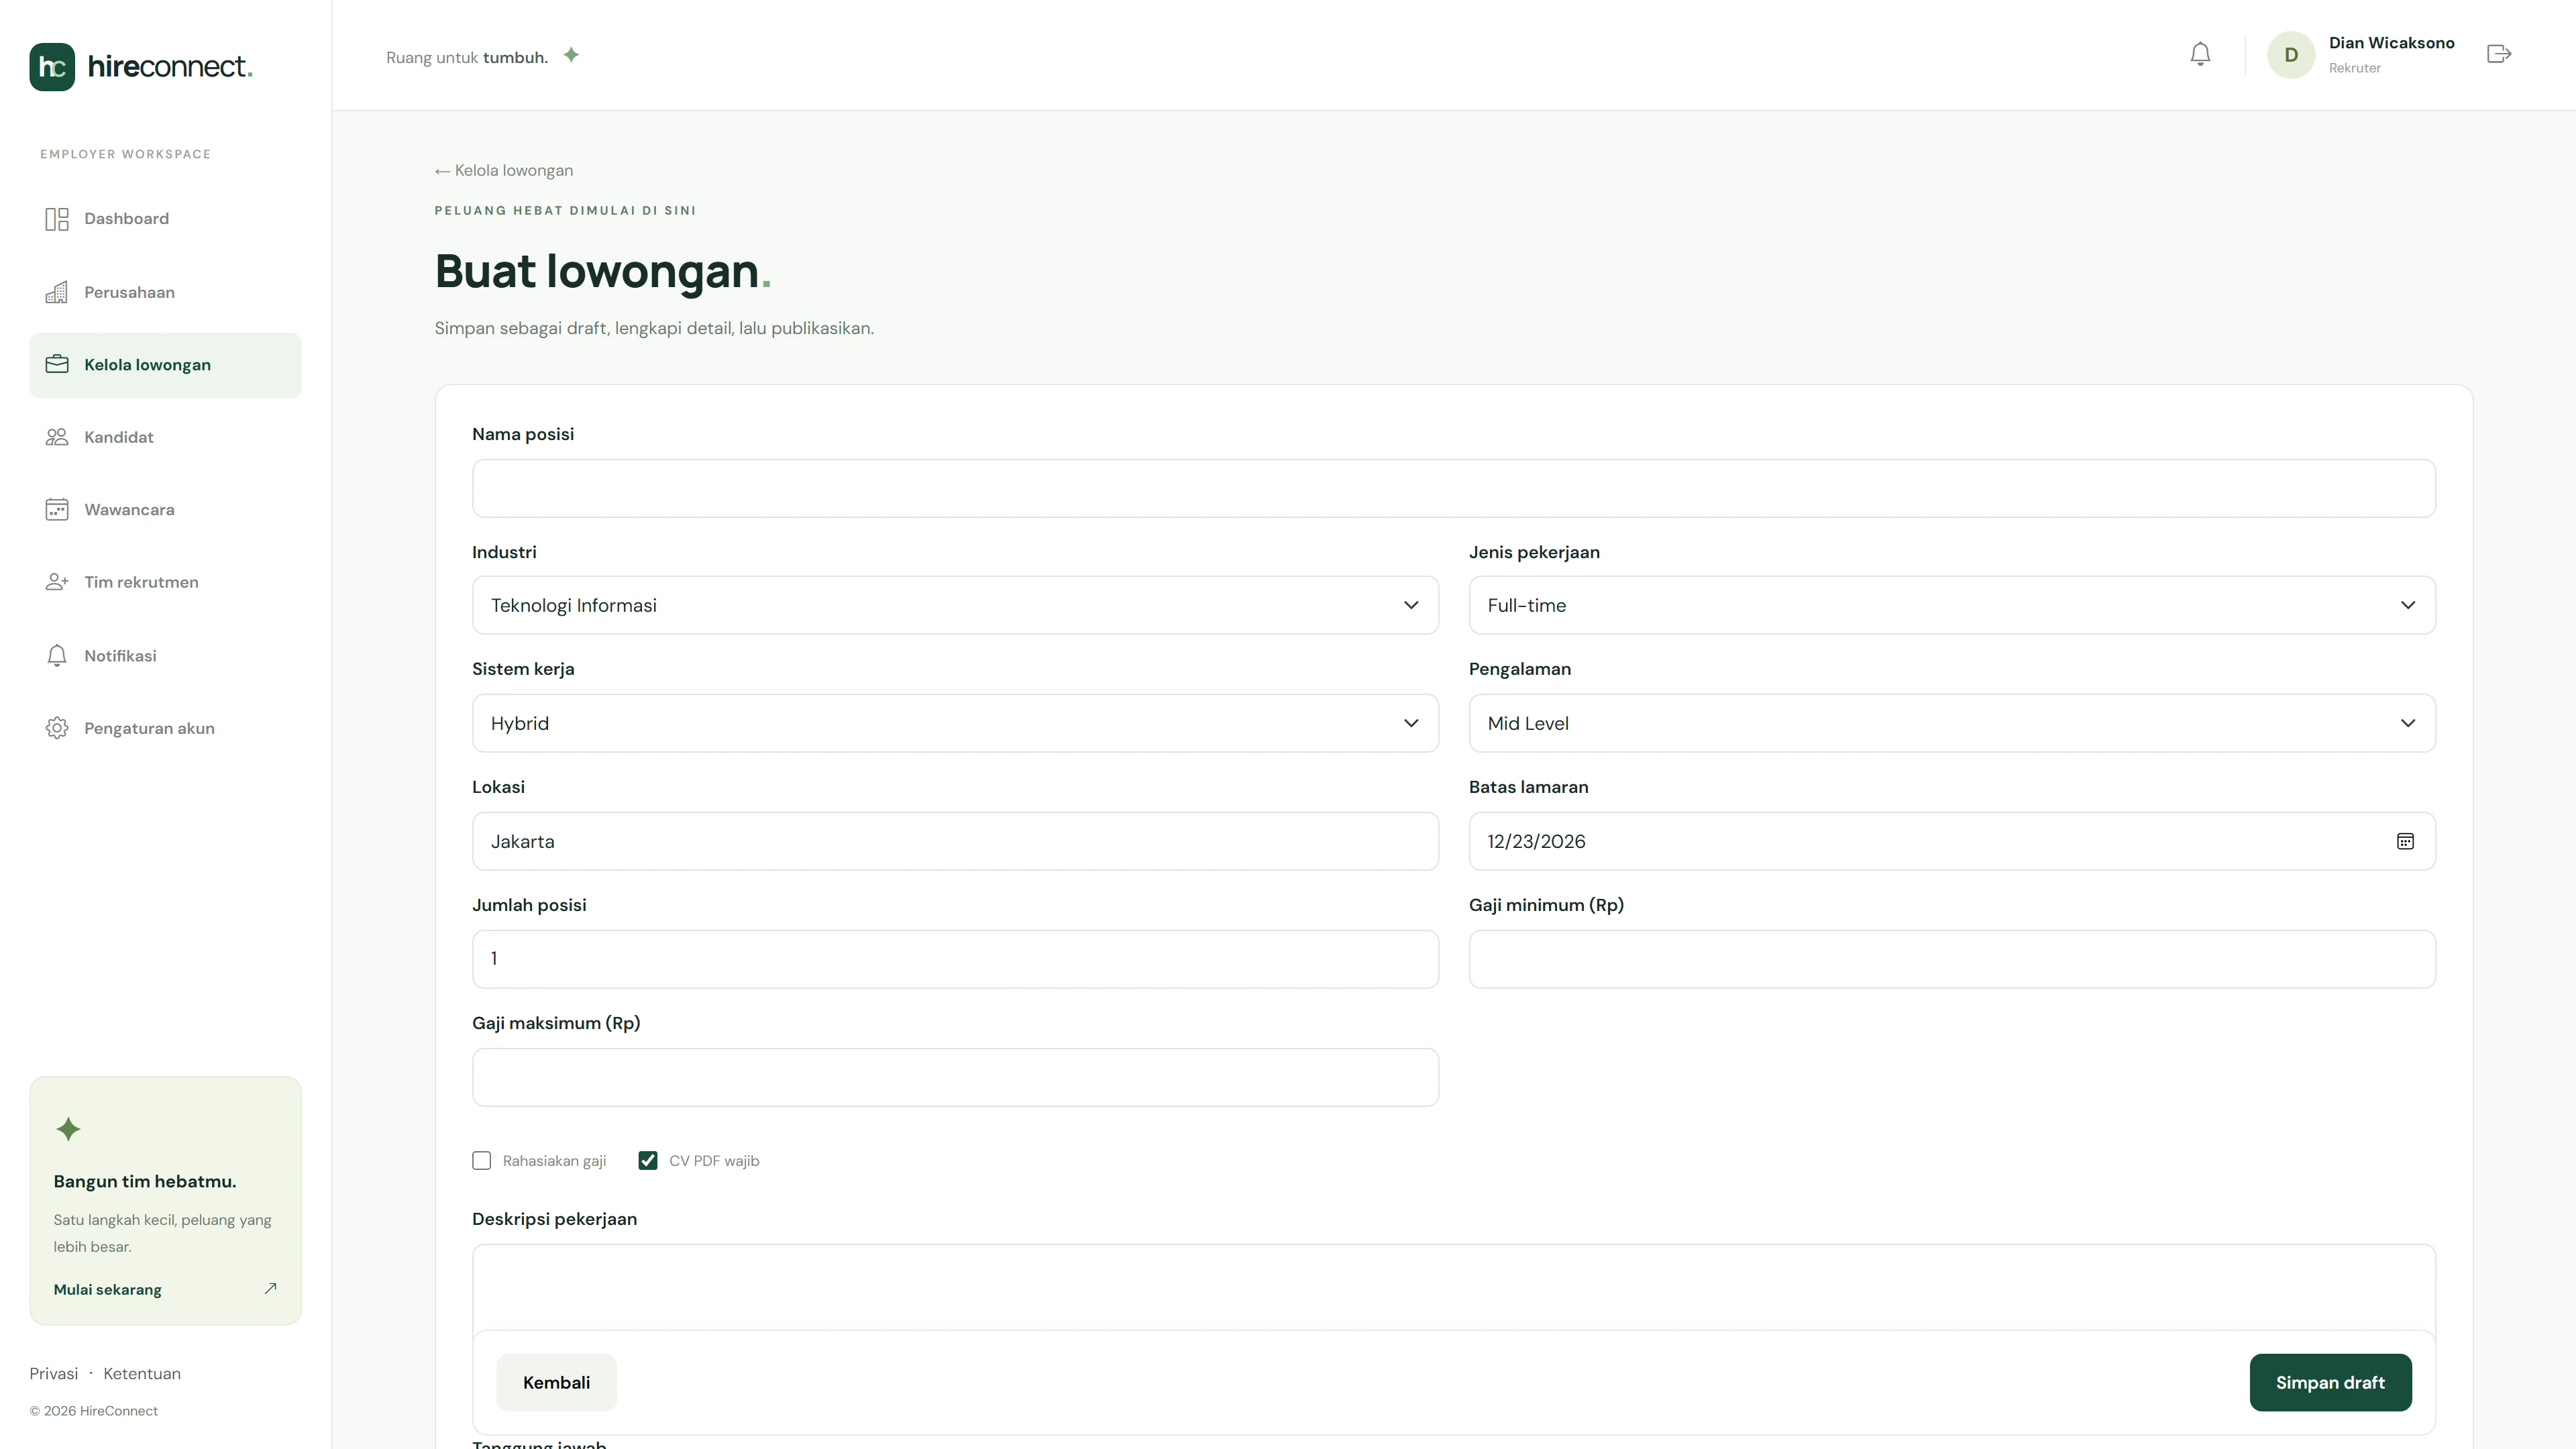 hc hireconnect.
EMPLOYER WORKSPACE
Dashboard
Perusahaan
Kelola lowongan
Kandidat
Wawancara
Tim rekrutmen
Notifikasi
Pengaturan akun
Bangun tim hebatmu.
Satu langkah kecil, peluang yang
lebih besar.
Mulai sekarang
Privasi · Ketentuan
© 2026 HireConnect
Ruang untuk tumbuh.
D
Dian Wicaksono
Rekruter
← Kelola lowongan
PELUANG HEBAT DIMULAI DI SINI
Buat lowongan.
Simpan sebagai draft, lengkapi detail, lalu publikasikan.
Nama posisi
Industri
Teknologi Informasi
Jenis pekerjaan
Full-time
Sistem kerja
Hybrid
Pengalaman
Mid Level
Lokasi
Jakarta
Batas lamaran
12/23/2026
Jumlah posisi
1
Gaji minimum (Rp)
Gaji maksimum (Rp)
Rahasiakan gaji
CV PDF wajib
Deskripsi pekerjaan
Kembali
Simpan draft
Tanggung jawab